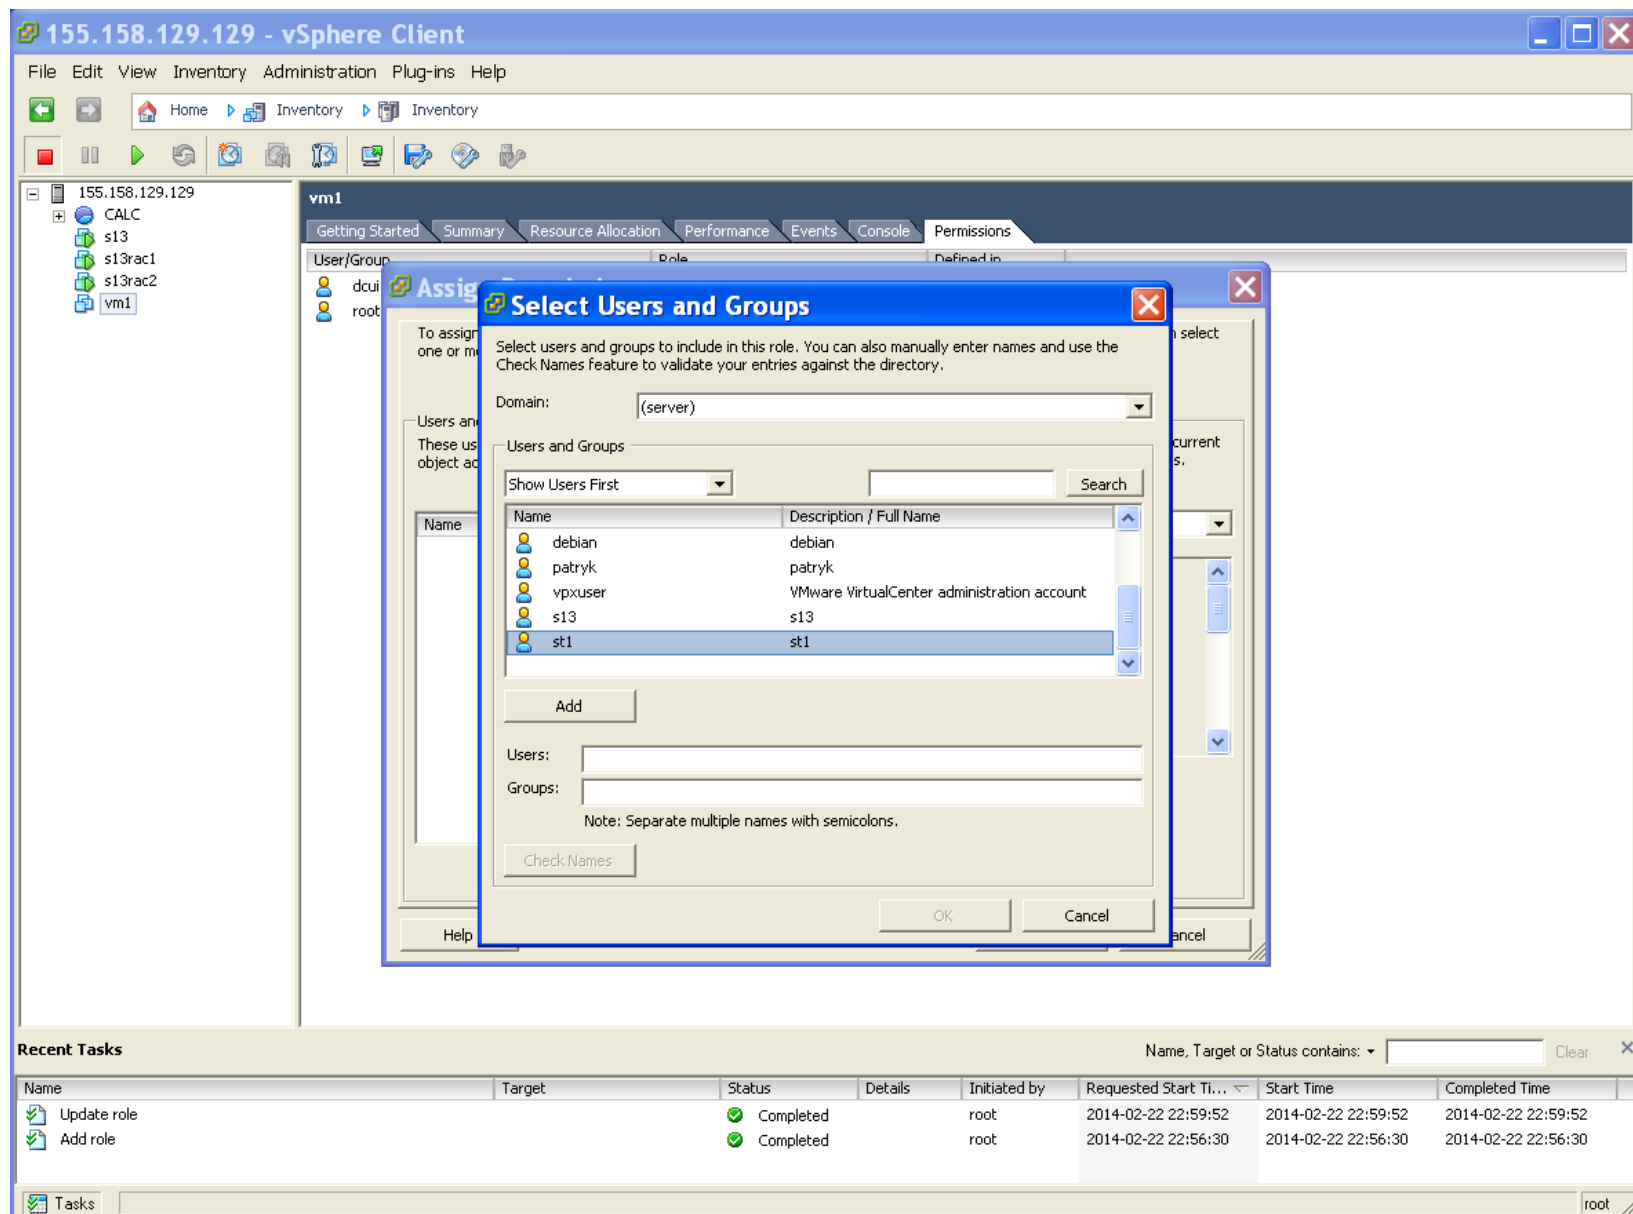 155.158.129.129 - vSphere Client
File Edit View Inventory Administration Plug-ins Help
Home Inventory Inventory
155.158.129.129
CALC
s13
s13rac1
s13rac2
vm1
vm1
Getting Started Summary Resource Allocation Performance Events Console Permissions
User/Group Role Defined in
dcui
root
Assig
To assign
one or m
select
Users an
These us
object ac
current
s.
Name
Help
ancel
Select Users and Groups
Select users and groups to include in this role. You can also manually enter names and use the
Check Names feature to validate your entries against the directory.
Domain: (server)
Users and Groups
Show Users First Search
Name Description / Full Name
debian debian
patryk patryk
vpxuser VMware VirtualCenter administration account
s13 s13
st1 st1
Add
Users:
Groups:
Note: Separate multiple names with semicolons.
Check Names
OK Cancel
Recent Tasks Name, Target or Status contains: Clear
Name Target Status Details Initiated by Requested Start Ti... Start Time Completed Time
Update role Completed root 2014-02-22 22:59:52 2014-02-22 22:59:52 2014-02-22 22:59:52
Add role Completed root 2014-02-22 22:56:30 2014-02-22 22:56:30 2014-02-22 22:56:30
Tasks root